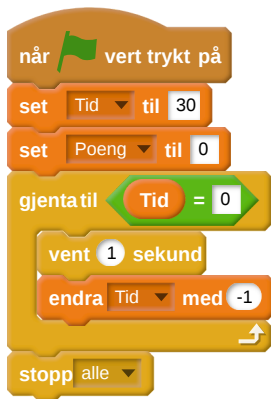 når vert trykt på
set Tid til 30
set Poeng til 0
gjenta til Tid = 0
vent 1 sekund
endra Tid med -1
stopp alle